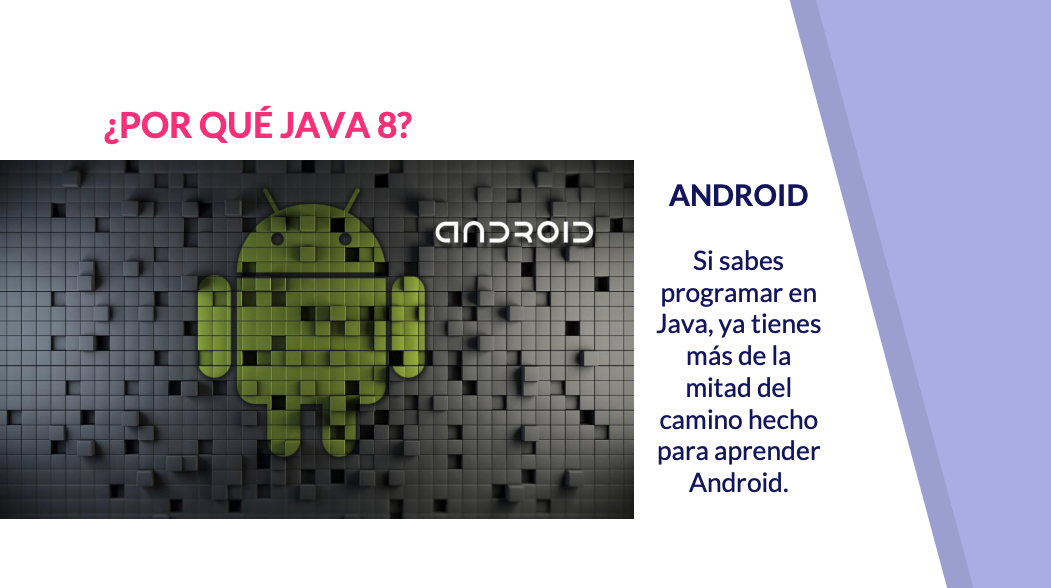 ¿POR QUÉ JAVA 8?
ANDROID
ANDROID
Si sabes
programar en
Java, ya tienes
más de la
mitad del
camino hecho
para aprender
Android.